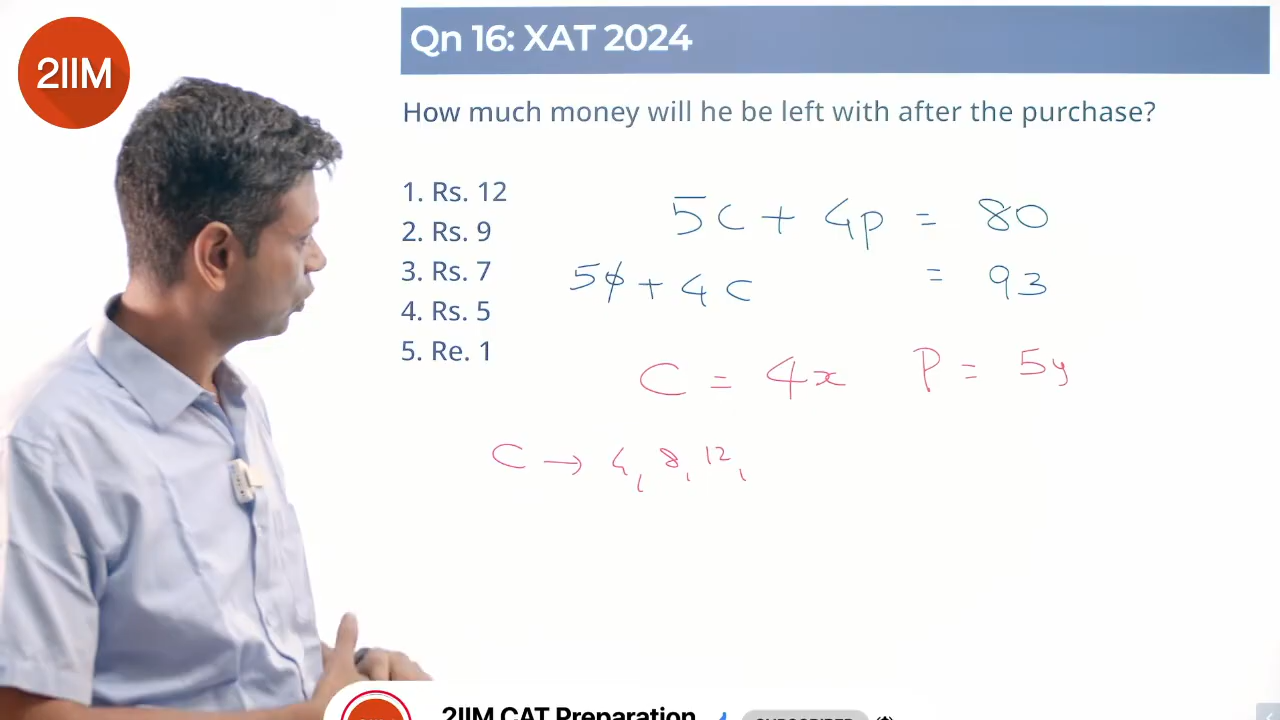 2IIM
Qn 16: XAT 2024
How much money will he be left with after the purchase?
1. Rs. 12
2. Rs. 9
3. Rs. 7
4. Rs. 5
5. Re. 1
5C + 4p = 80
5p + 4C = 93
C = 4x P = 5y
C → 4, 8, 12,
2IIM CAT Preparation
SUBSCRIBED